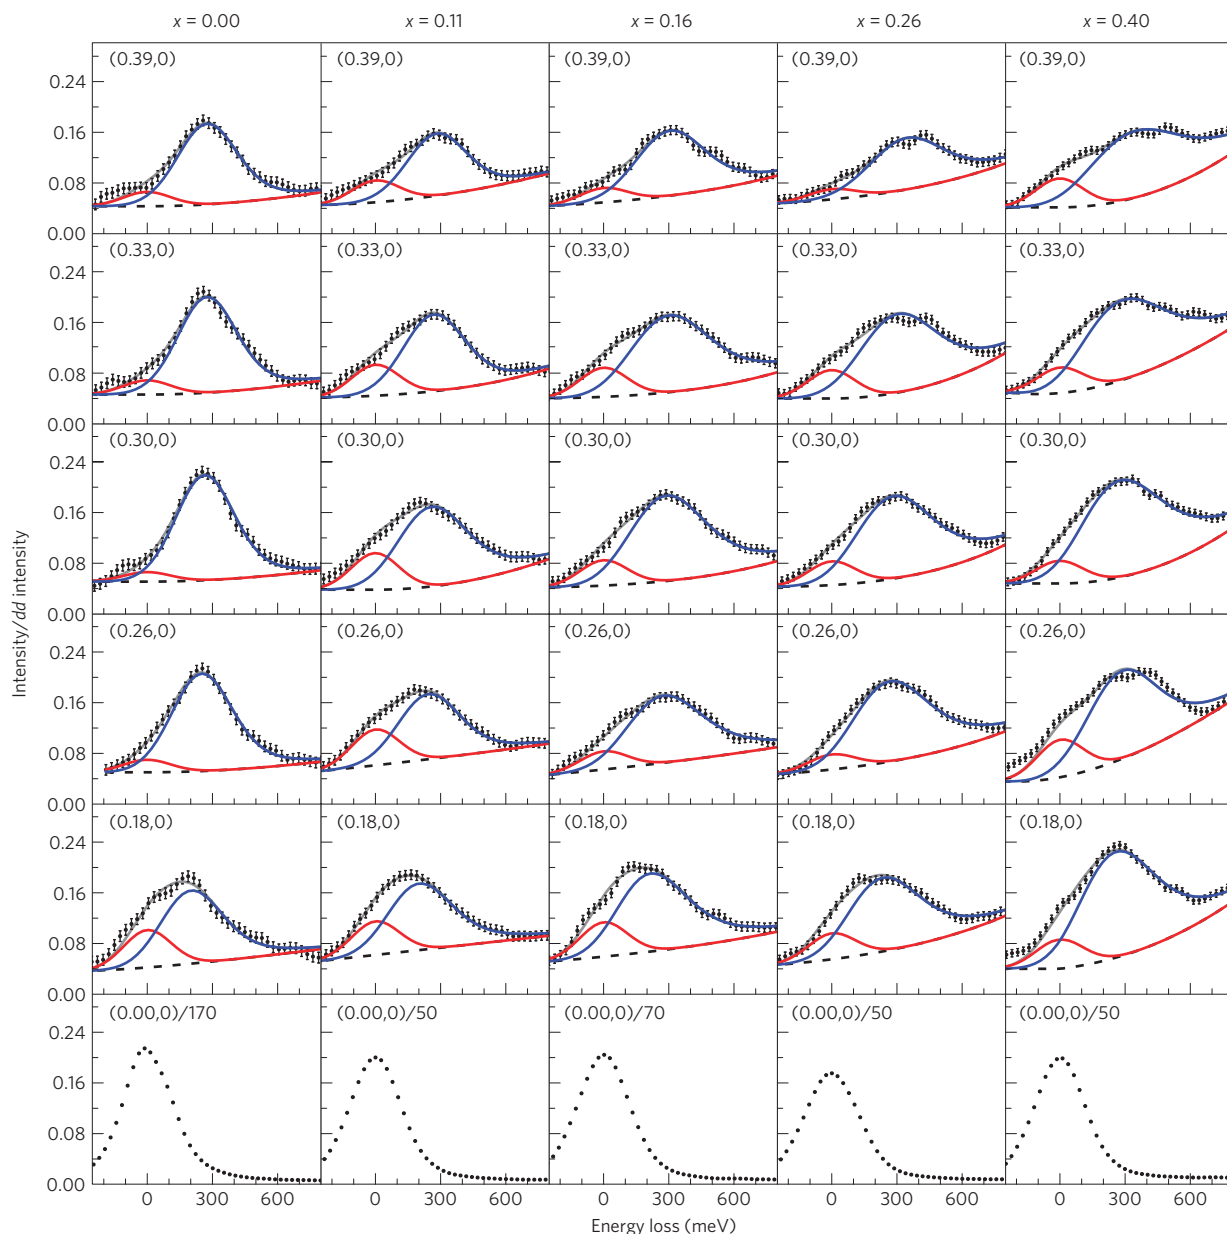 x = 0.00 x = 0.11 x = 0.16 x = 0.26 x = 0.40
(0.39,0) (0.39,0) (0.39,0) (0.39,0) (0.39,0)
0.24
0.16
0.08
0.00
(0.33,0) (0.33,0) (0.33,0) (0.33,0) (0.33,0)
0.24
0.16
0.08
0.00
(0.30,0) (0.30,0) (0.30,0) (0.30,0) (0.30,0)
0.24
0.16
0.08
0.00
(0.26,0) (0.26,0) (0.26,0) (0.26,0) (0.26,0)
0.24
0.16
0.08
0.00
(0.18,0) (0.18,0) (0.18,0) (0.18,0) (0.18,0)
0.24
0.16
0.08
0.00
(0.00,0)/170 (0.00,0)/50 (0.00,0)/70 (0.00,0)/50 (0.00,0)/50
0.24
0.16
0.08
0.00
0 300 600 0 300 600 0 300 600 0 300 600 0 300 600
Intensity/dd intensity
Energy loss (meV)